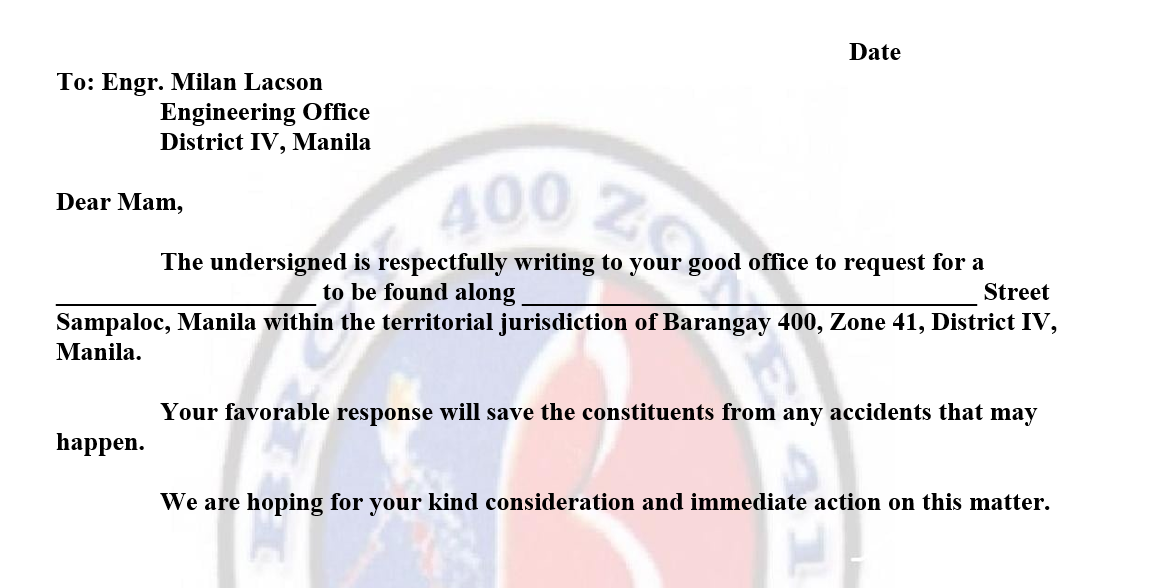 Date
To: Engr. Milan Lacson
Engineering Office
District IV, Manila
Dear Mam,
The undersigned is respectfully writing to your good office to request for a
____________________ to be found along ___________________________________ Street
Sampaloc, Manila within the territorial jurisdiction of Barangay 400, Zone 41, District IV,
Manila.
Your favorable response will save the constituents from any accidents that may
happen.
We are hoping for your kind consideration and immediate action on this matter.
BRGY. 400 ZONE 41